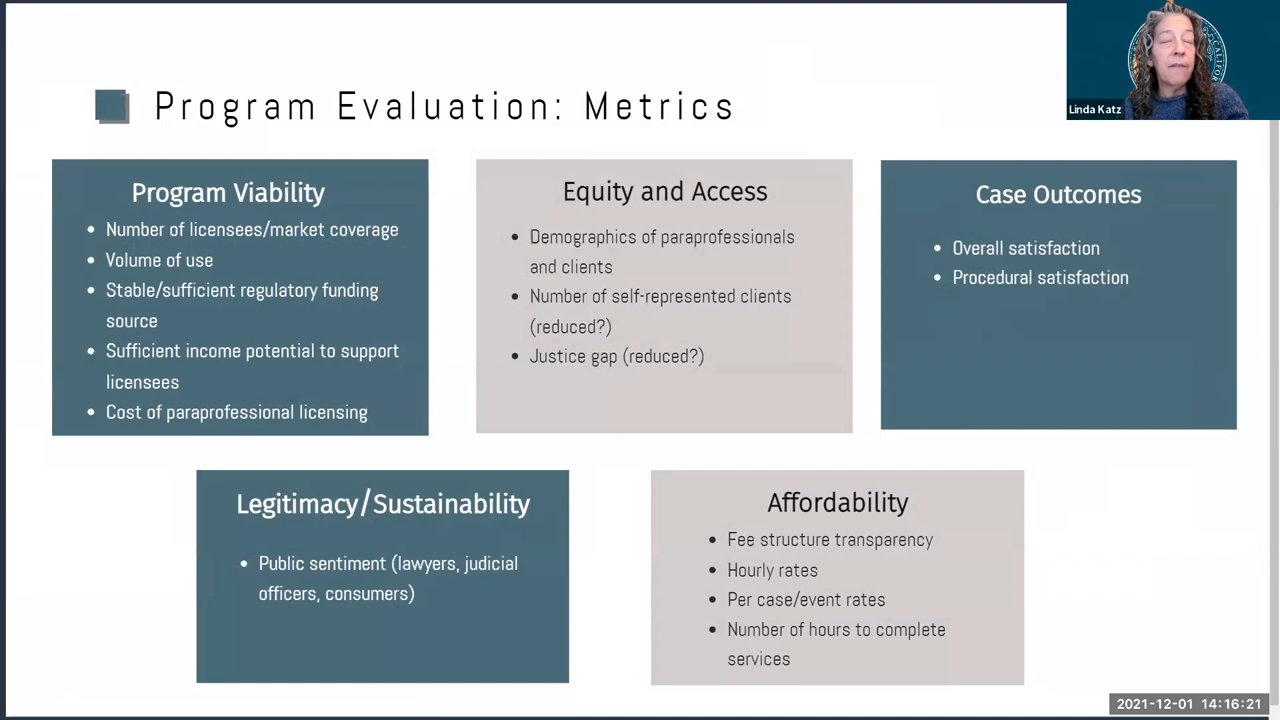 Program Evaluation: Metrics
Linda Katz
CALIFOR
Program Viability
• Number of licensees/market coverage
• Volume of use
• Stable/sufficient regulatory funding
source
• Sufficient income potential to support
licensees
• Cost of paraprofessional licensing
Equity and Access
• Demographics of paraprofessionals
and clients
• Number of self-represented clients
(reduced?)
• Justice gap (reduced?)
Case Outcomes
• Overall satisfaction
• Procedural satisfaction
Legitimacy/Sustainability
• Public sentiment (lawyers, judicial
officers, consumers)
Affordability
• Fee structure transparency
• Hourly rates
• Per case/event rates
• Number of hours to complete
services
2021-12-01 14:16:21